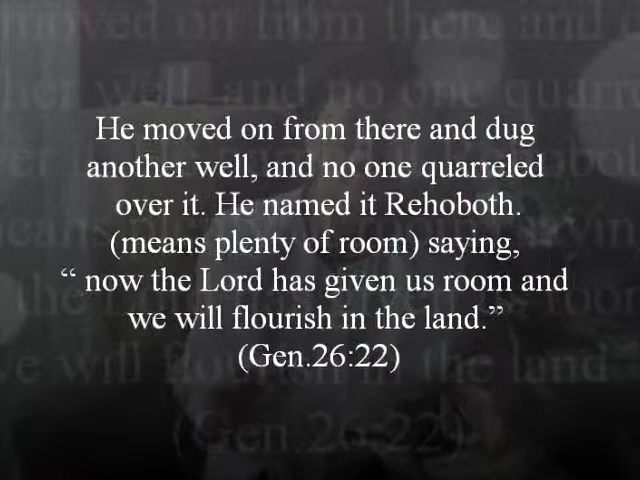 He moved on from there and dug
another well, and no one quarreled
over it. He named it Rehoboth.
(means plenty of room) saying,
“ now the Lord has given us room and
we will flourish in the land.”
(Gen.26:22)